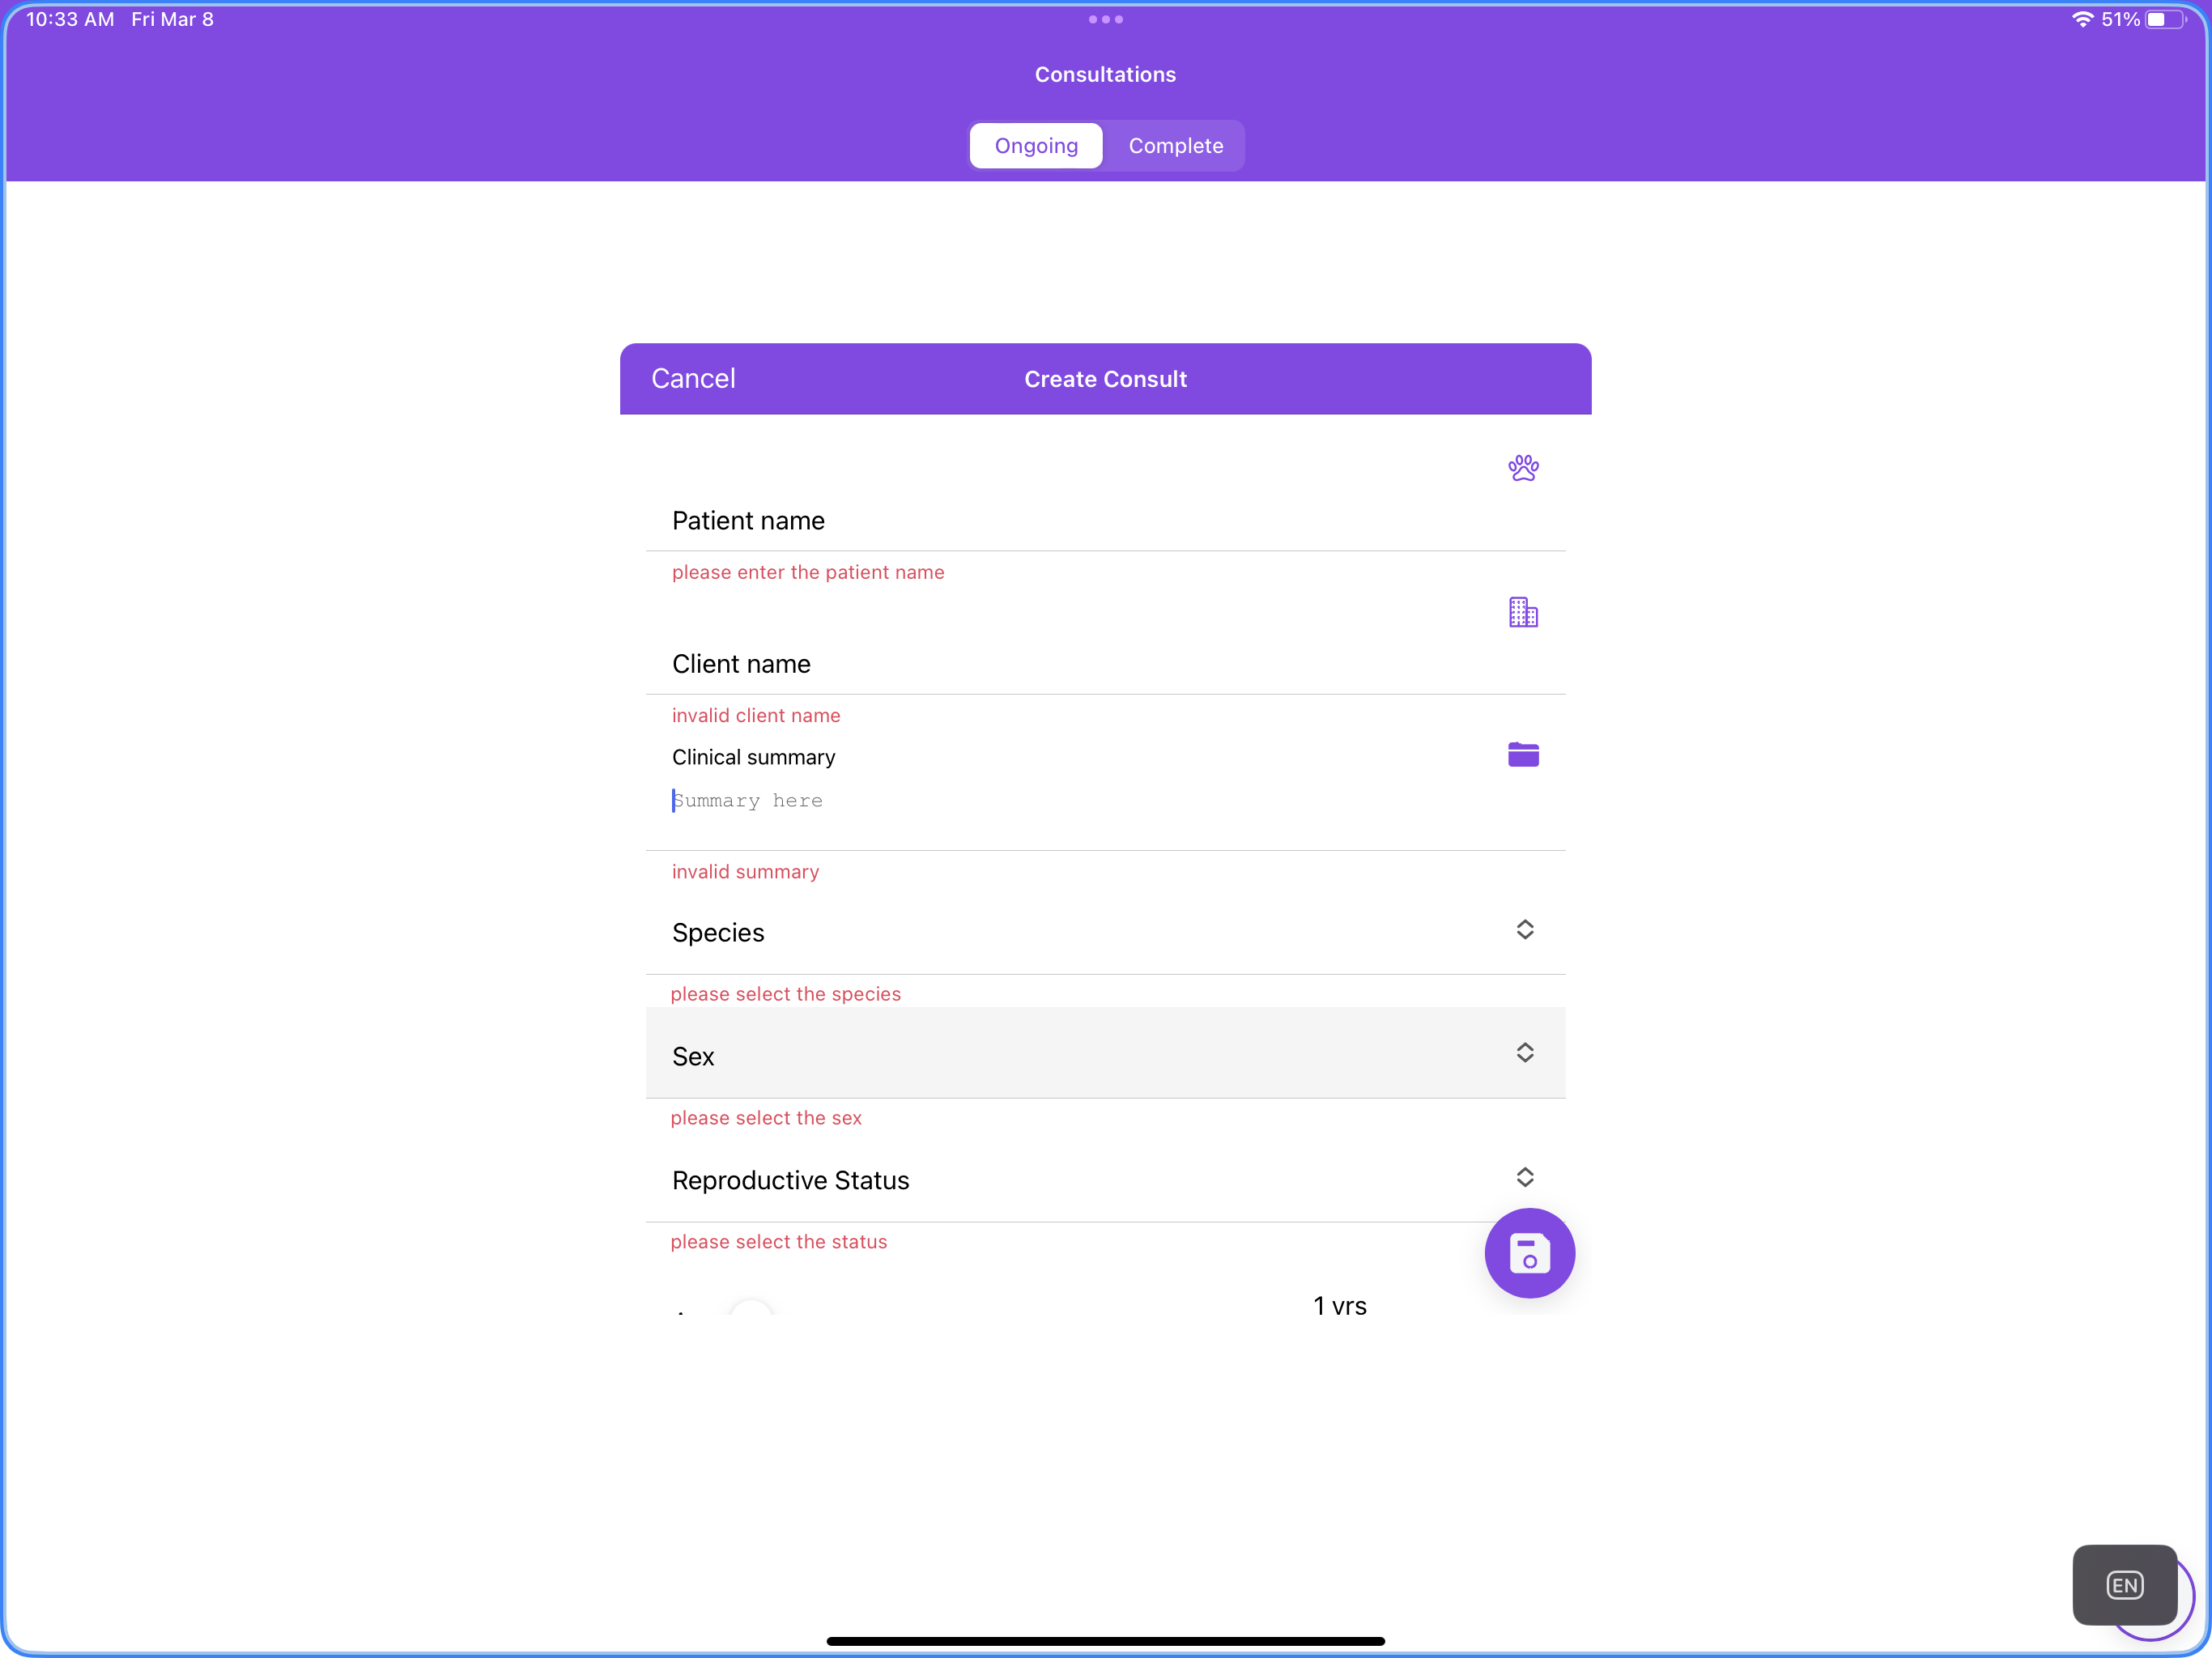 10:33 AM Fri Mar 8
51%
Consultations
Ongoing Complete
Cancel Create Consult
Patient name
please enter the patient name
Client name
invalid client name
Clinical summary
Summary here
invalid summary
Species
please select the species
Sex
please select the sex
Reproductive Status
please select the status
1 yrs
EN